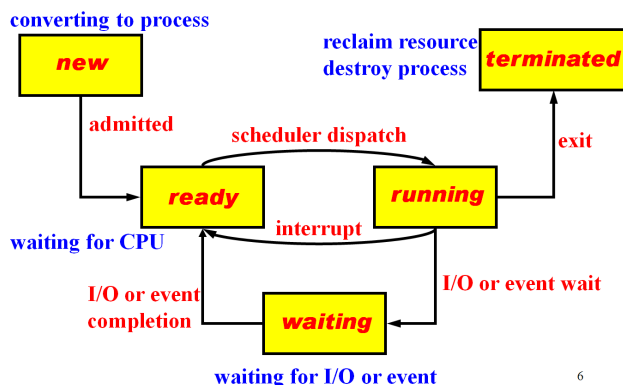 converting to process
new
reclaim resource
destroy process
terminated
admitted
scheduler dispatch
exit
ready
running
interrupt
waiting for CPU
I/O or event
completion
I/O or event wait
waiting
waiting for I/O or event
6